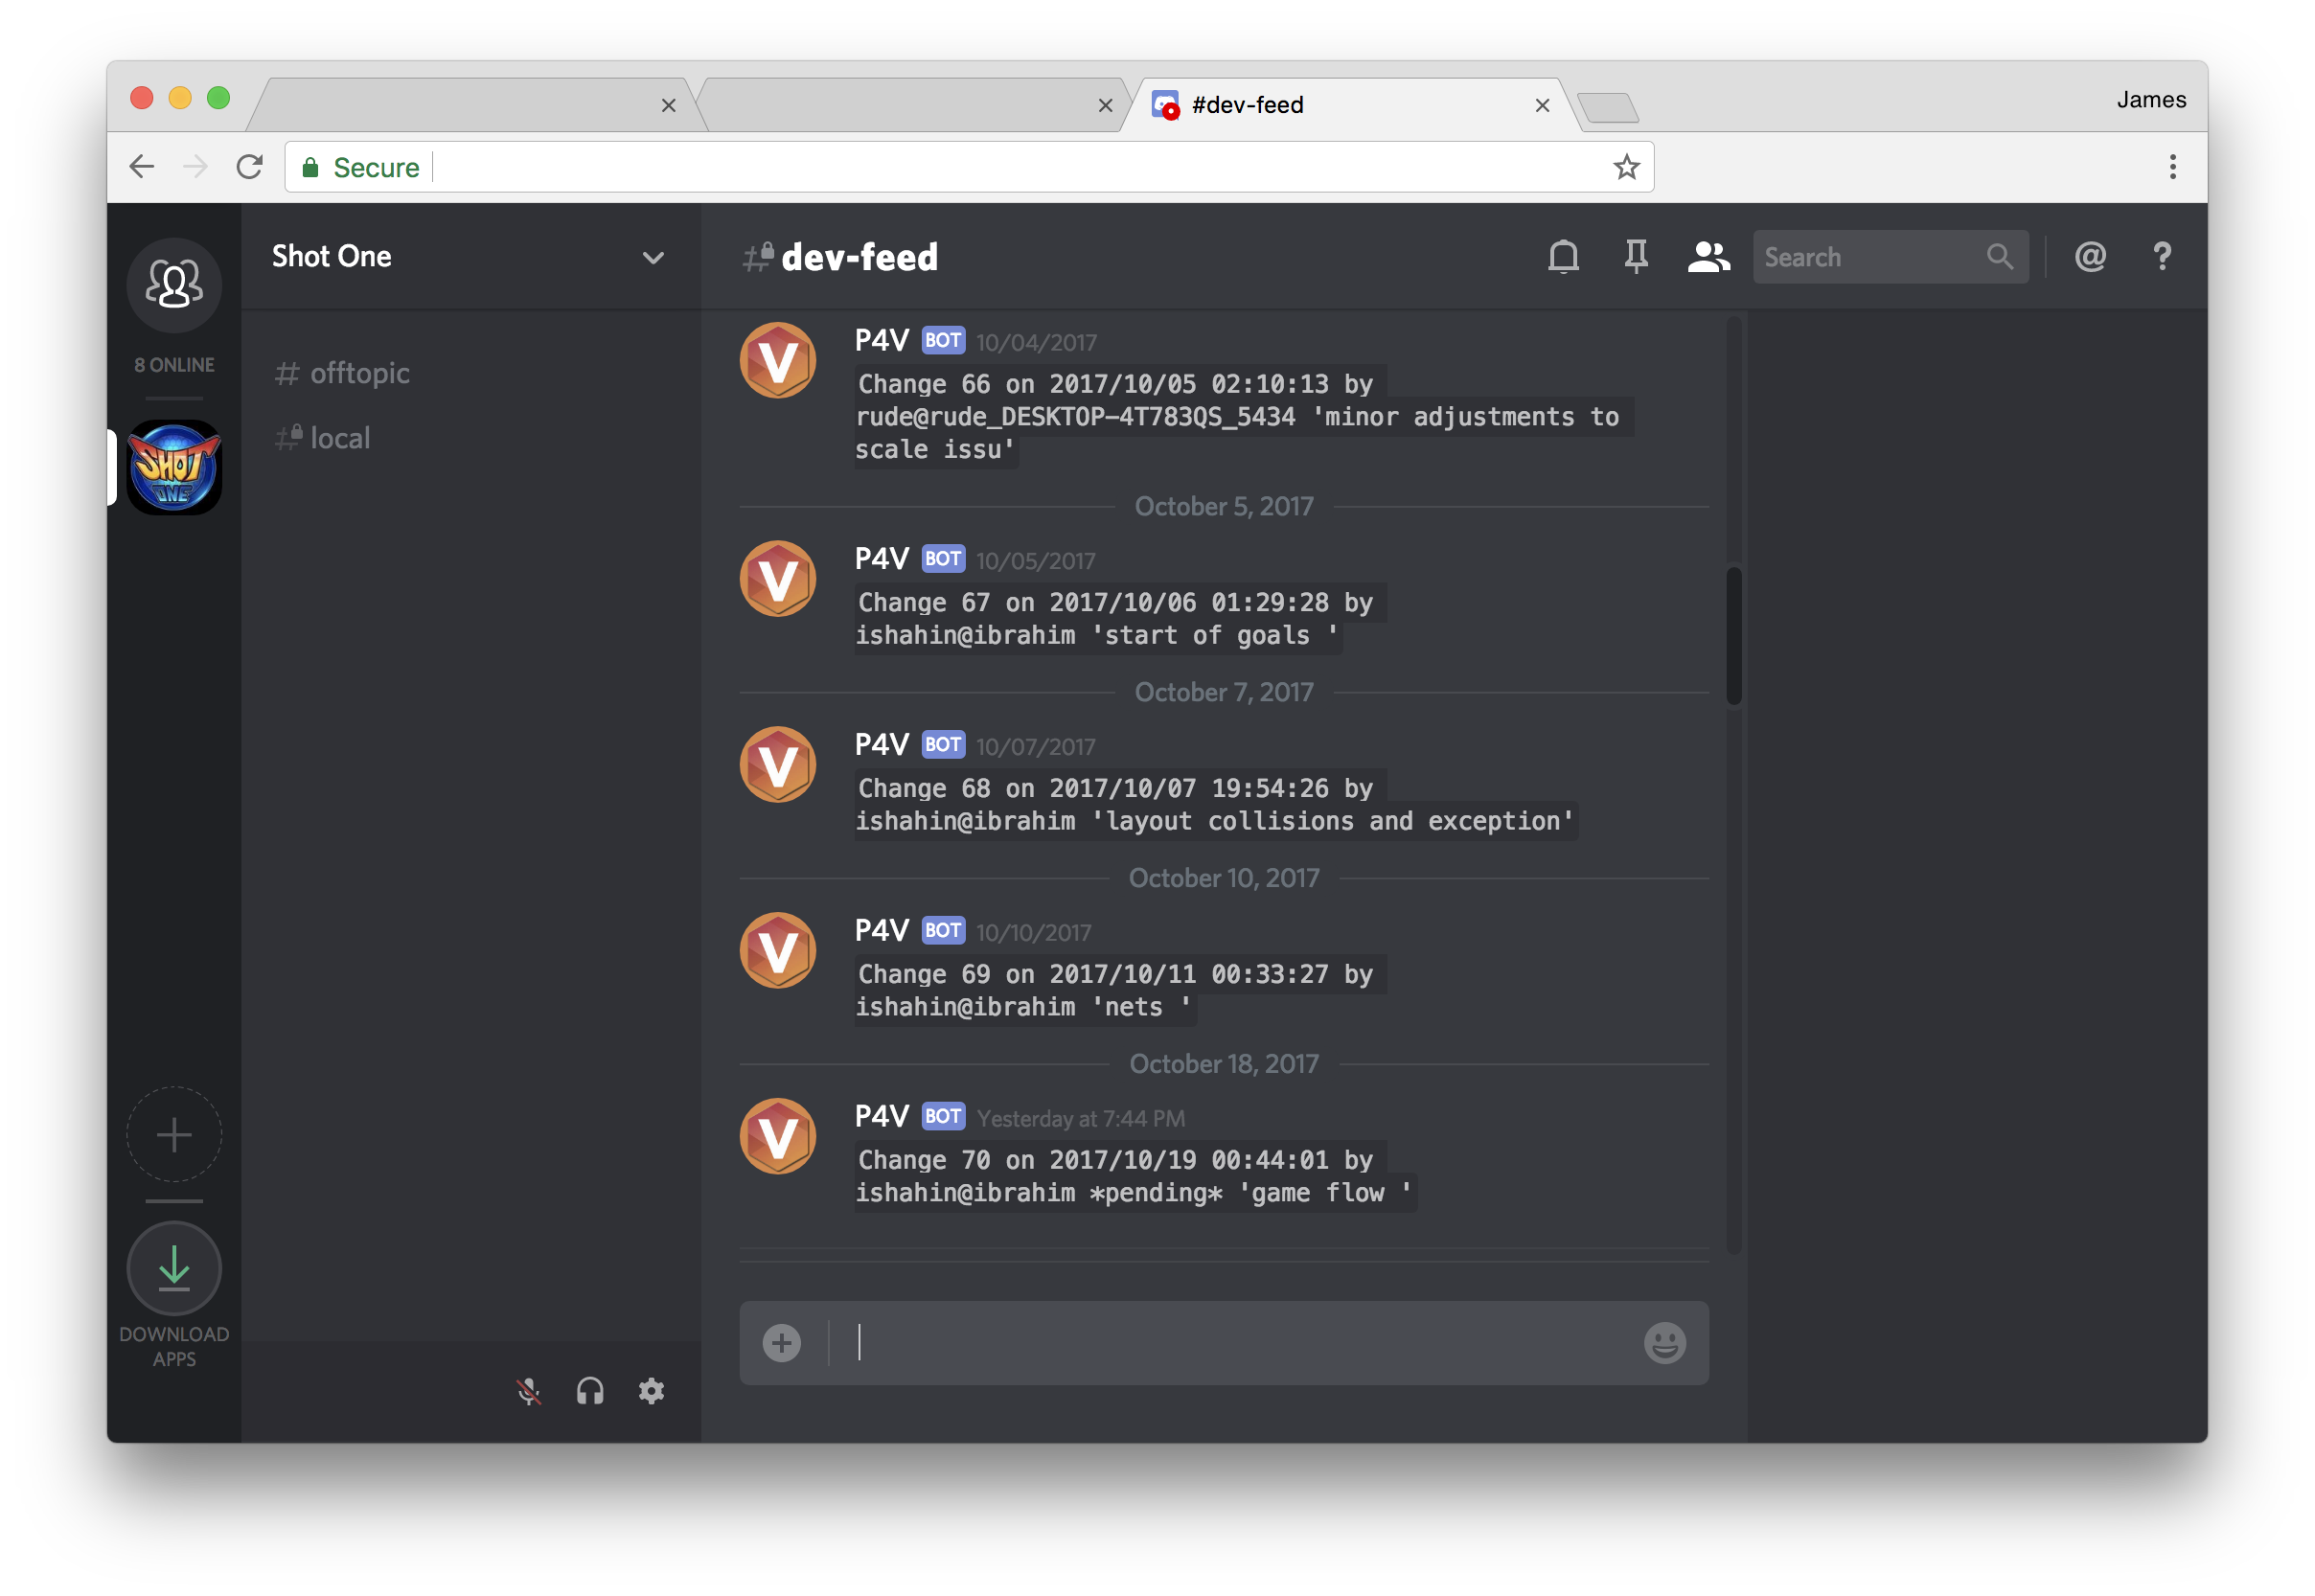 #dev-feed
James
Secure
Shot One
dev-feed
Search
8 ONLINE
# offtopic
local
SHOT
ONE
P4V BOT 10/04/2017
Change 66 on 2017/10/05 02:10:13 by
rude@rude_DESKTOP-4T783QS_5434 'minor adjustments to
scale issu'
October 5, 2017
P4V BOT 10/05/2017
Change 67 on 2017/10/06 01:29:28 by
ishahin@ibrahim 'start of goals '
October 7, 2017
P4V BOT 10/07/2017
Change 68 on 2017/10/07 19:54:26 by
ishahin@ibrahim 'layout collisions and exception'
October 10, 2017
P4V BOT 10/10/2017
Change 69 on 2017/10/11 00:33:27 by
ishahin@ibrahim 'nets '
October 18, 2017
P4V BOT Yesterday at 7:44 PM
Change 70 on 2017/10/19 00:44:01 by
ishahin@ibrahim *pending* 'game flow '
DOWNLOAD
APPS